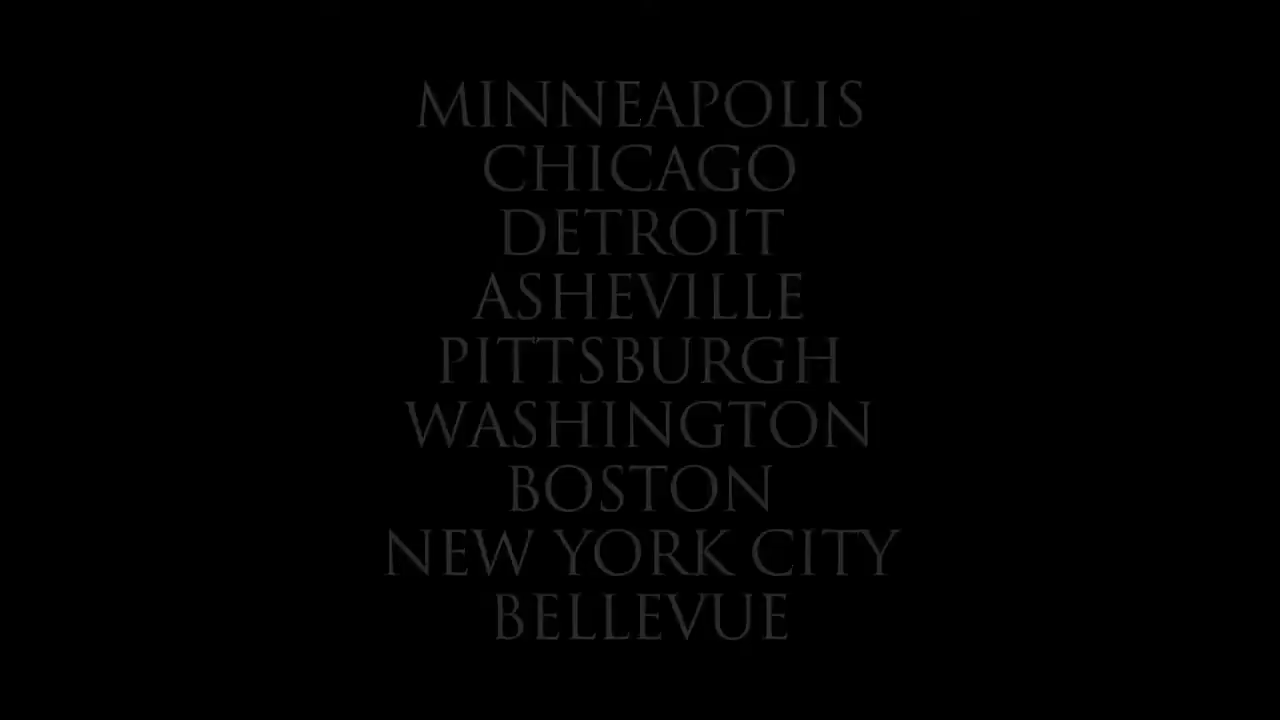 MINNEAPOLIS
CHICAGO
DETROIT
ASHEVILLE
PITTSBURGH
WASHINGTON
BOSTON
NEW YORK CITY
BELLEVUE